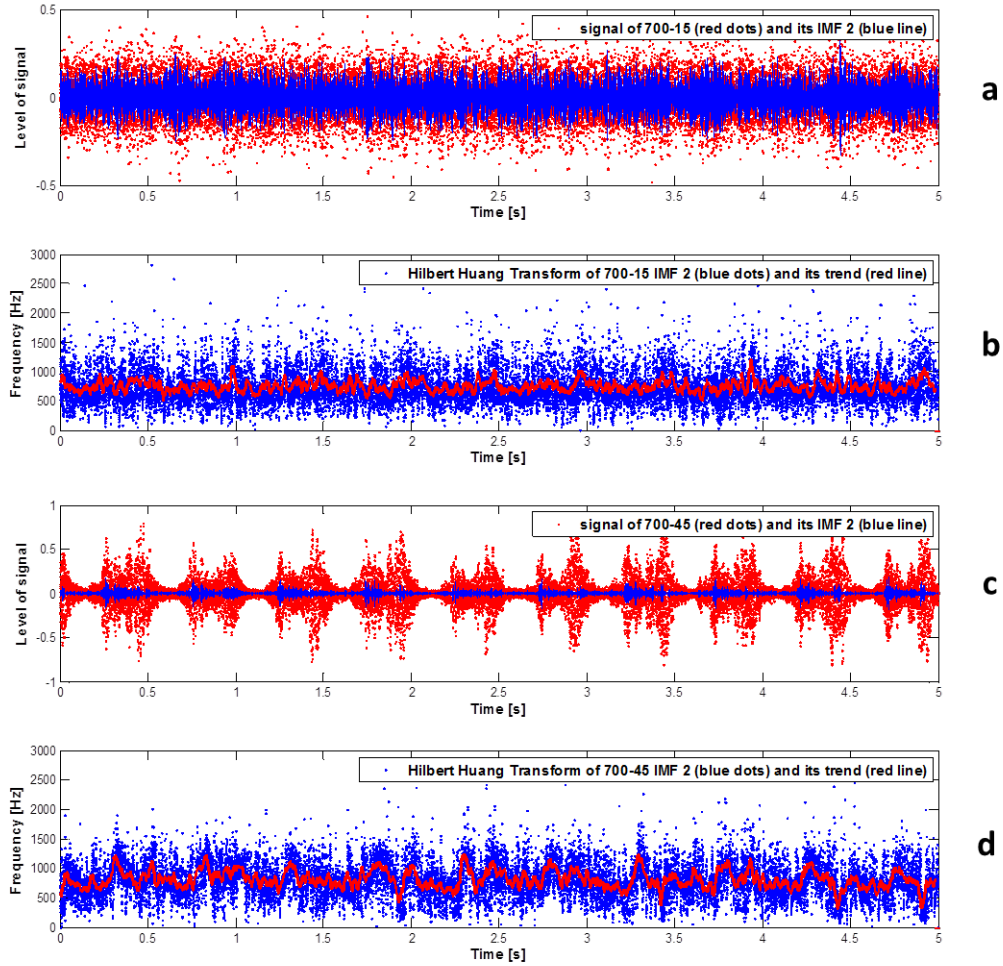 0.5
0
-0.5
Level of signal
signal of 700-15 (red dots) and its IMF 2 (blue line)
a
0 0.5 1 1.5 2 2.5 3 3.5 4 4.5 5
Time [s]
3000
2500
2000
1500
1000
500
0
Frequency [Hz]
Hilbert Huang Transform of 700-15 IMF 2 (blue dots) and its trend (red line)
b
0 0.5 1 1.5 2 2.5 3 3.5 4 4.5 5
Time [s]
1
0.5
0
-0.5
-1
Level of signal
signal of 700-45 (red dots) and its IMF 2 (blue line)
c
0 0.5 1 1.5 2 2.5 3 3.5 4 4.5 5
Time [s]
3000
2500
2000
1500
1000
500
0
Frequency [Hz]
Hilbert Huang Transform of 700-45 IMF 2 (blue dots) and its trend (red line)
d
0 0.5 1 1.5 2 2.5 3 3.5 4 4.5 5
Time [s]